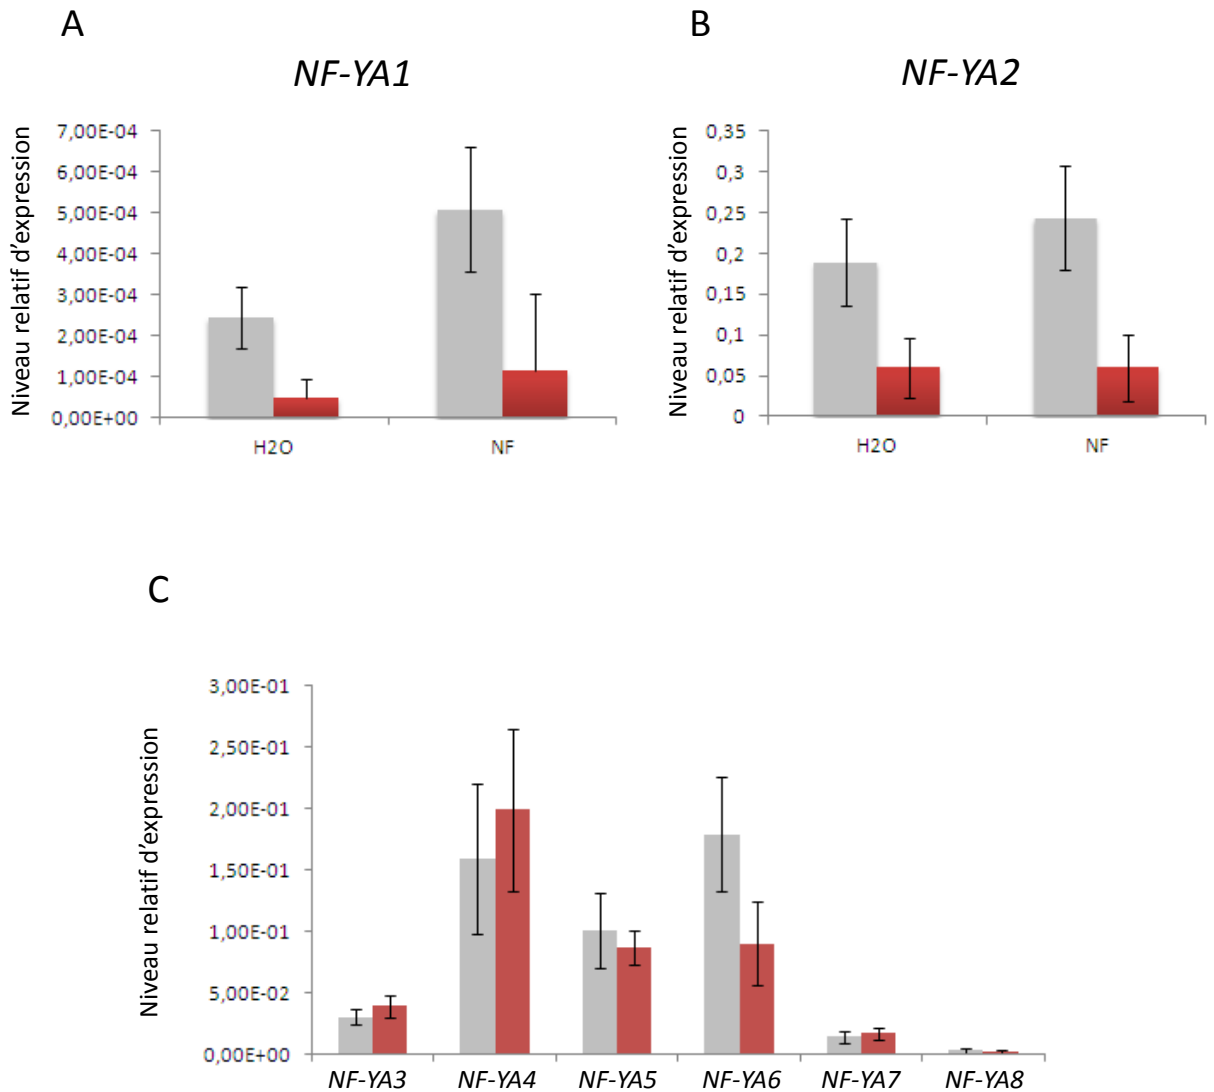 A
NF-YA1
Niveau relatif d’expression
7,00E-04
6,00E-04
5,00E-04
4,00E-04
3,00E-04
2,00E-04
1,00E-04
0,00E+00
H2O NF
B
NF-YA2
Niveau relatif d’expression
0,35
0,3
0,25
0,2
0,15
0,1
0,05
0
H2O NF
C
Niveau relatif d’expression
3,00E-01
2,50E-01
2,00E-01
1,50E-01
1,00E-01
5,00E-02
0,00E+00
NF-YA3 NF-YA4 NF-YA5 NF-YA6 NF-YA7 NF-YA8